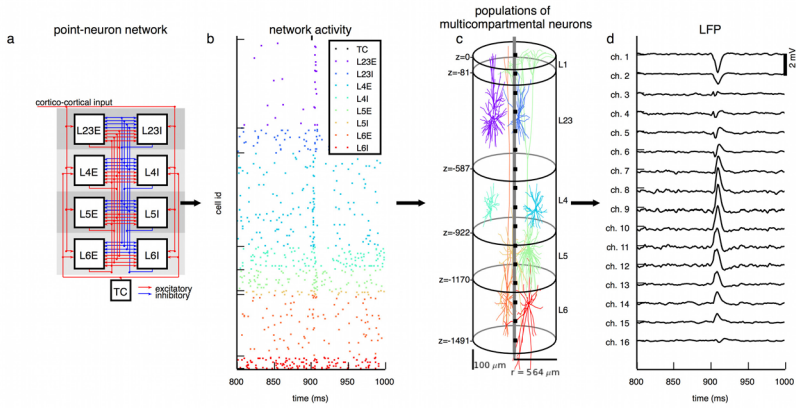 a
point-neuron network
cortico-cortical input
L23E
L23I
L4E
L4I
L5E
L5I
L6E
L6I
TC
excitatory
inhibitory
b
network activity
TC
L23E
L23I
L4E
L4I
L5E
L5I
L6E
L6I
cell id
800
850
900
950
1000
time (ms)
populations of
multicompartmental neurons
c
z=0
z=-81
z=-587
z=-922
z=-1170
z=-1491
L1
L23
L4
L5
L6
100 μm
r = 564 μm
d
LFP
ch. 1
ch. 2
ch. 3
ch. 4
ch. 5
ch. 6
ch. 7
ch. 8
ch. 9
ch. 10
ch. 11
ch. 12
ch. 13
ch. 14
ch. 15
ch. 16
2 mV
800
850
900
950
1000
time (ms)